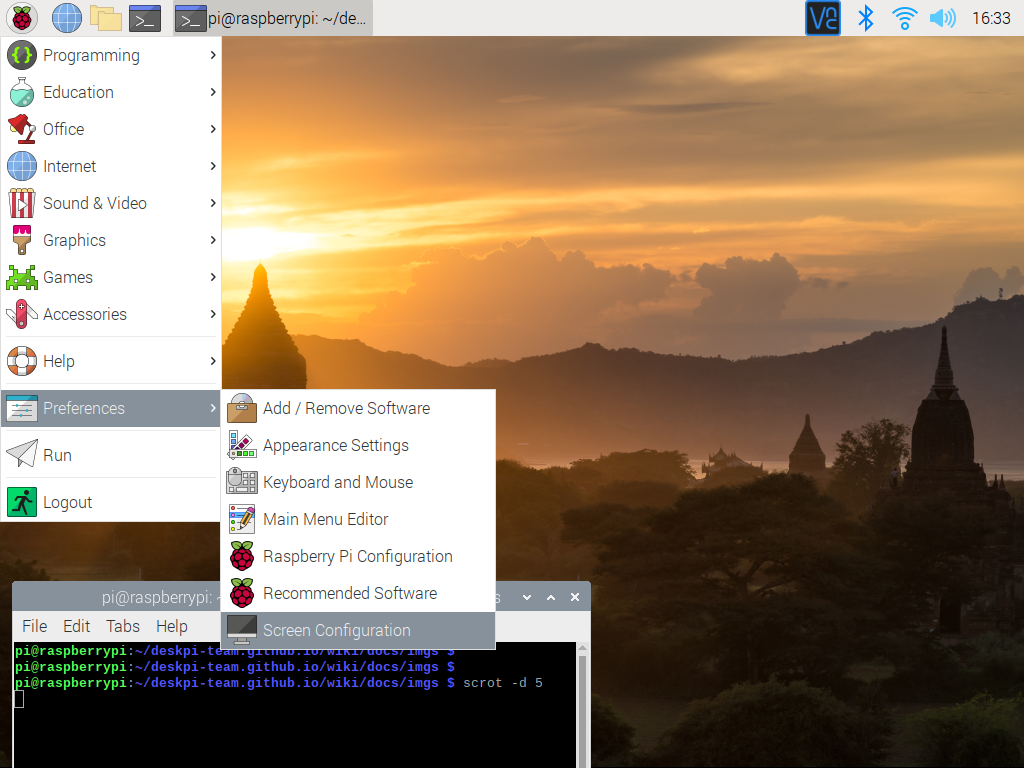 pi@raspberrypi: ~/de...
VNC
16:33
Programming
Education
Office
Internet
Sound & Video
Graphics
Games
Accessories
Help
Preferences
Run
Logout
Add / Remove Software
Appearance Settings
Keyboard and Mouse
Main Menu Editor
Raspberry Pi Configuration
Recommended Software
Screen Configuration
pi@raspberrypi: ~
s
File Edit Tabs Help
pi@raspberrypi:~/deskpi-team.github.io/wiki/docs/imgs $
pi@raspberrypi:~/deskpi-team.github.io/wiki/docs/imgs $
pi@raspberrypi:~/deskpi-team.github.io/wiki/docs/imgs $ scrot -d 5